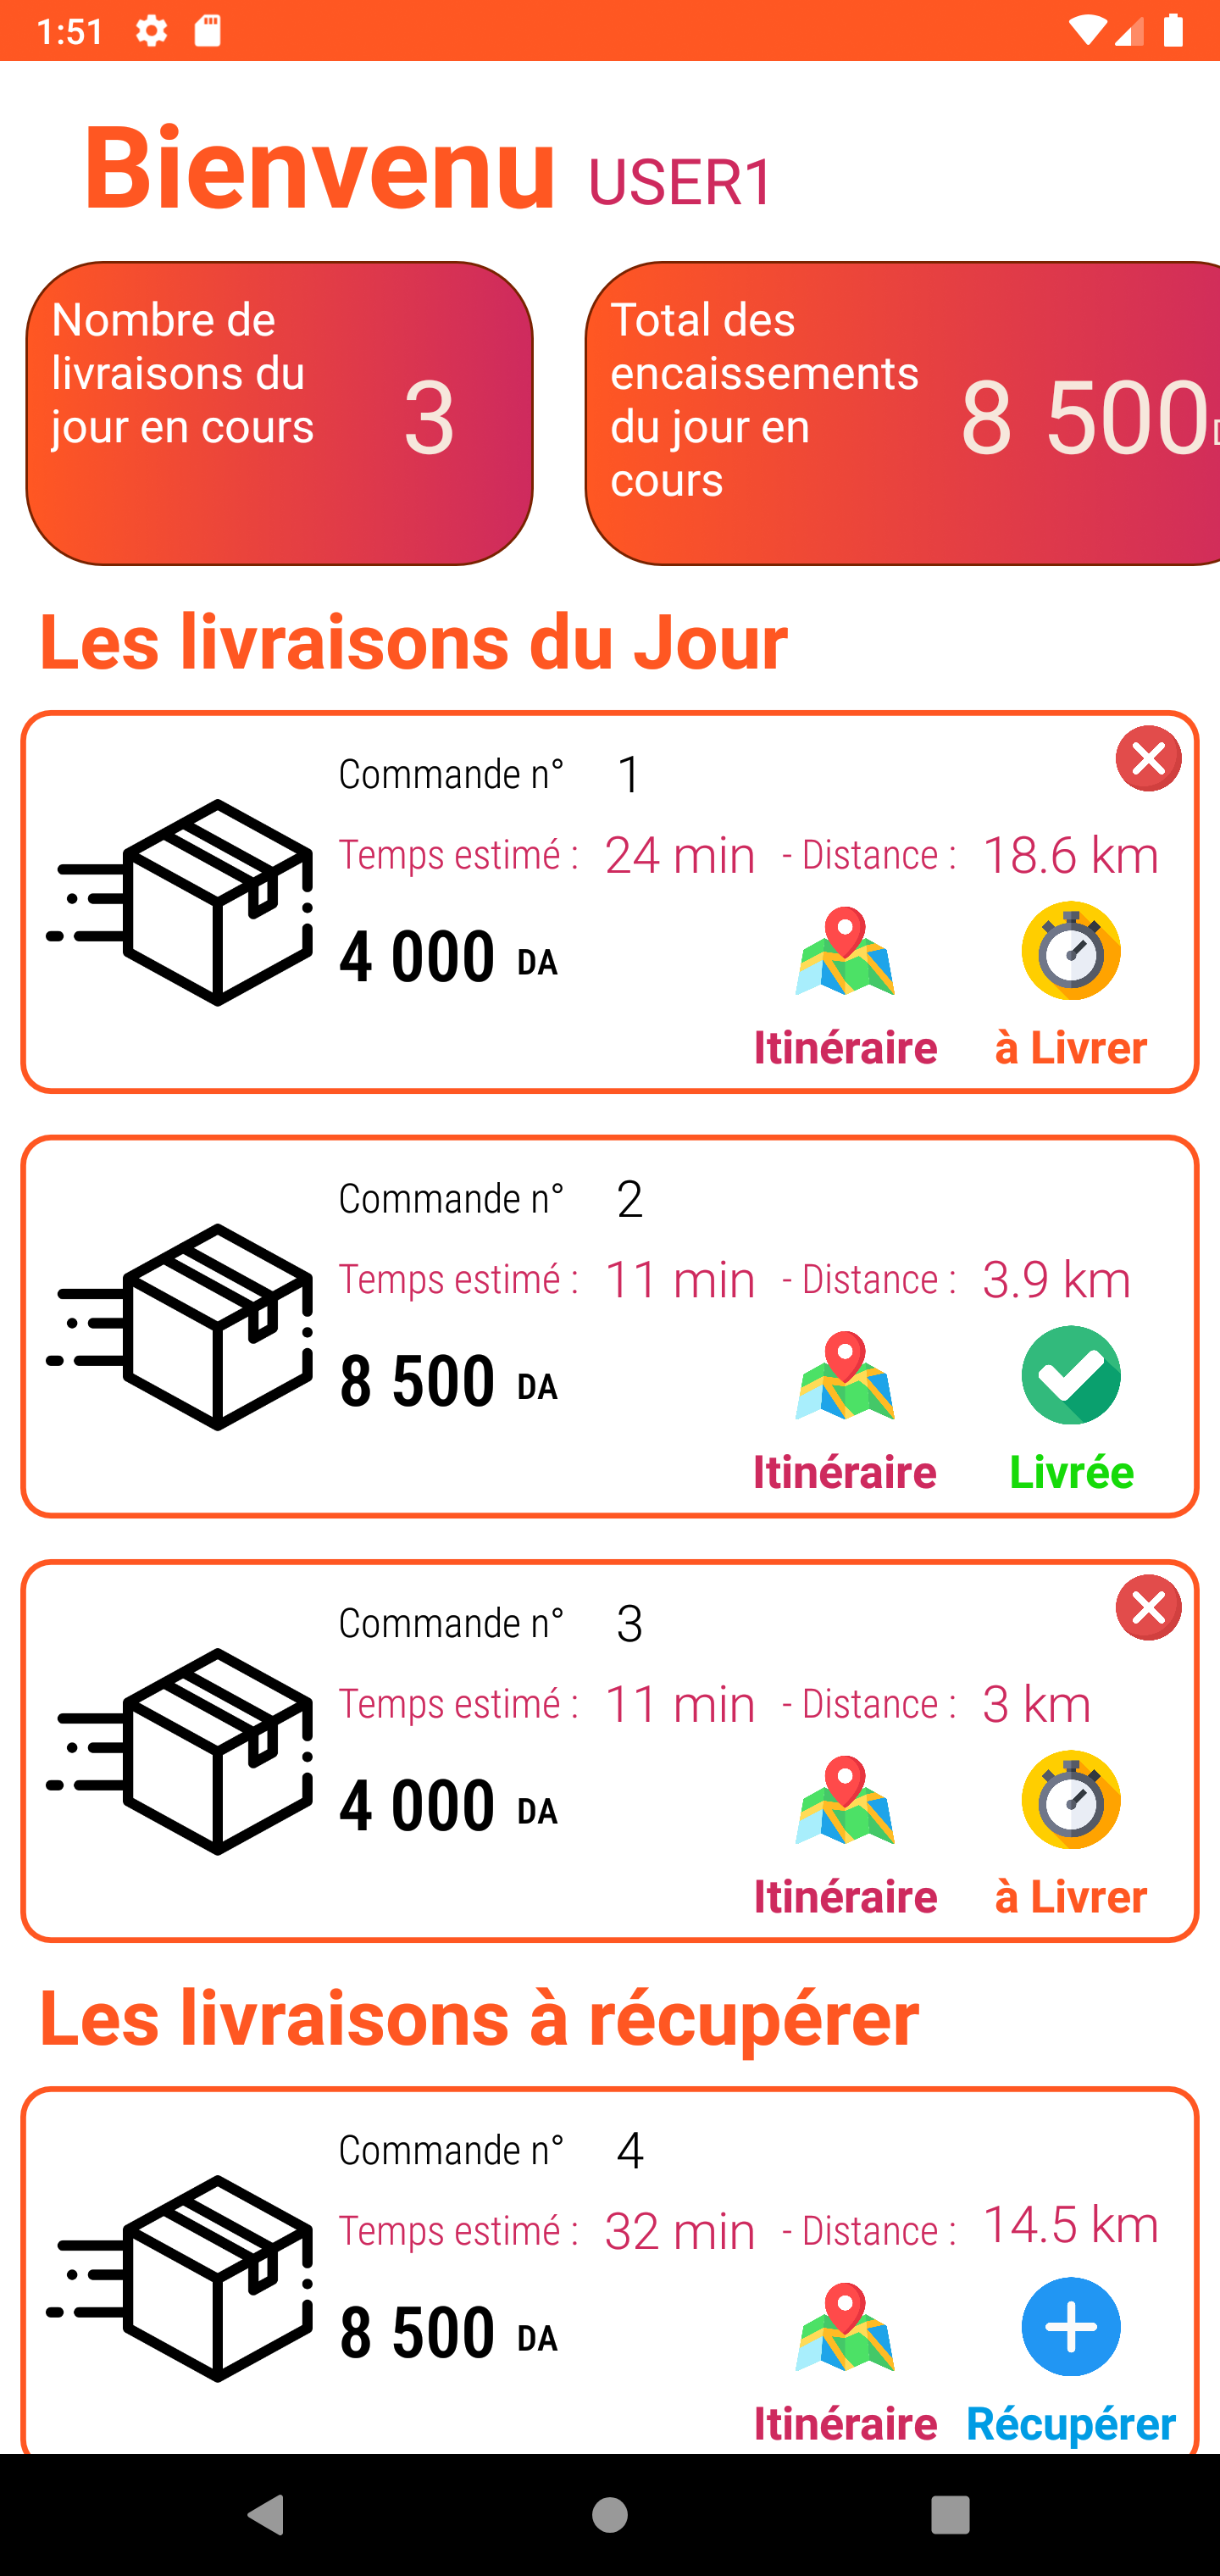 1:51
Bienvenu USER1
Nombre de
livraisons du
jour en cours
3
Total des
encaissements
du jour en
cours
8 500
Les livraisons du Jour
Commande n° 1
Temps estimé : 24 min - Distance : 18.6 km
4 000 DA
Itinéraire
à Livrer
Commande n° 2
Temps estimé : 11 min - Distance : 3.9 km
8 500 DA
Itinéraire
Livrée
Commande n° 3
Temps estimé : 11 min - Distance : 3 km
4 000 DA
Itinéraire
à Livrer
Les livraisons à récupérer
Commande n° 4
Temps estimé : 32 min - Distance : 14.5 km
8 500 DA
Itinéraire
Récupérer